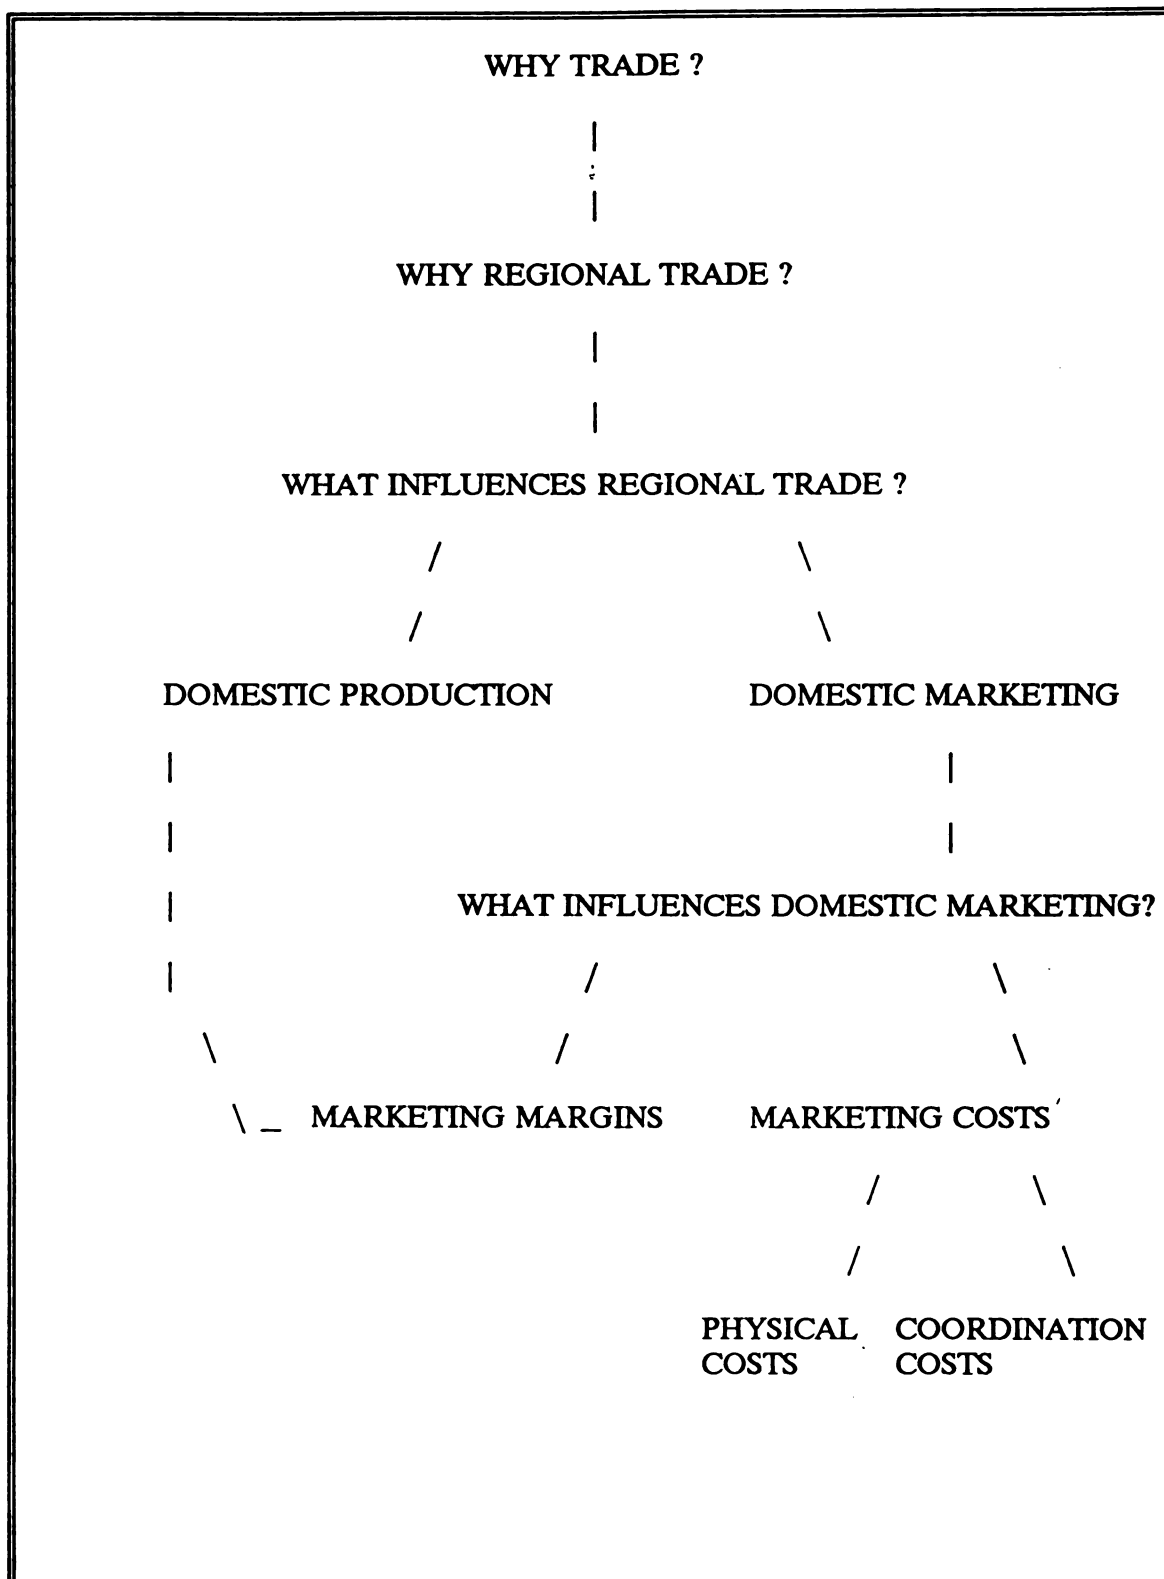 WHY TRADE ?
WHY REGIONAL TRADE ?
WHAT INFLUENCES REGIONAL TRADE ?
DOMESTIC PRODUCTION DOMESTIC MARKETING
WHAT INFLUENCES DOMESTIC MARKETING?
MARKETING MARGINS MARKETING COSTS
PHYSICAL COORDINATION
COSTS COSTS